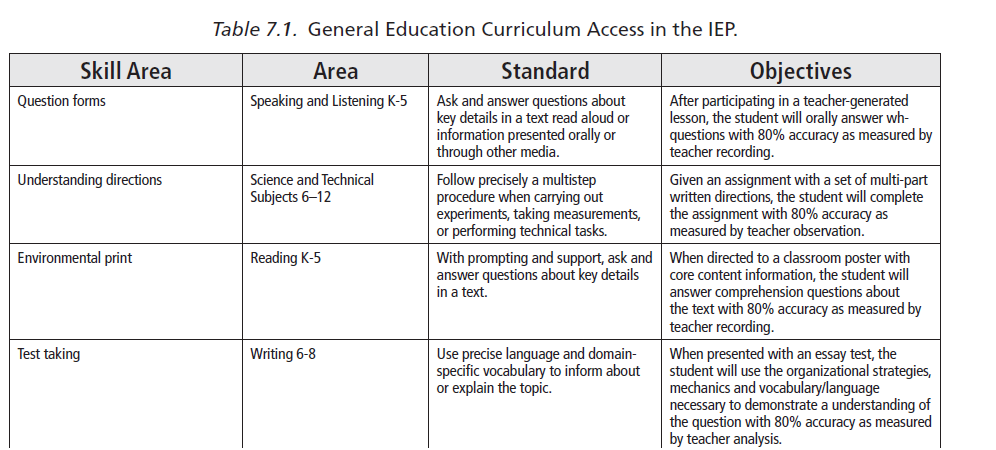 Table 7.1. General Education Curriculum Access in the IEP.
Skill Area
Area
Standard
Objectives
Question forms
Speaking and Listening K-5
Ask and answer questions about
key details in a text read aloud or
information presented orally or
through other media.
After participating in a teacher-generated
lesson, the student will orally answer wh-
questions with 80% accuracy as measured by
teacher recording.
Understanding directions
Science and Technical
Subjects 6–12
Follow precisely a multistep
procedure when carrying out
experiments, taking measurements,
or performing technical tasks.
Given an assignment with a set of multi-part
written directions, the student will complete
the assignment with 80% accuracy as
measured by teacher observation.
Environmental print
Reading K-5
With prompting and support, ask and
answer questions about key details
in a text.
When directed to a classroom poster with
core content information, the student will
answer comprehension questions about
the text with 80% accuracy as measured by
teacher recording.
Test taking
Writing 6-8
Use precise language and domain-
specific vocabulary to inform about
or explain the topic.
When presented with an essay test, the
student will use the organizational strategies,
mechanics and vocabulary/language
necessary to demonstrate a understanding of
the question with 80% accuracy as measured
by teacher analysis.